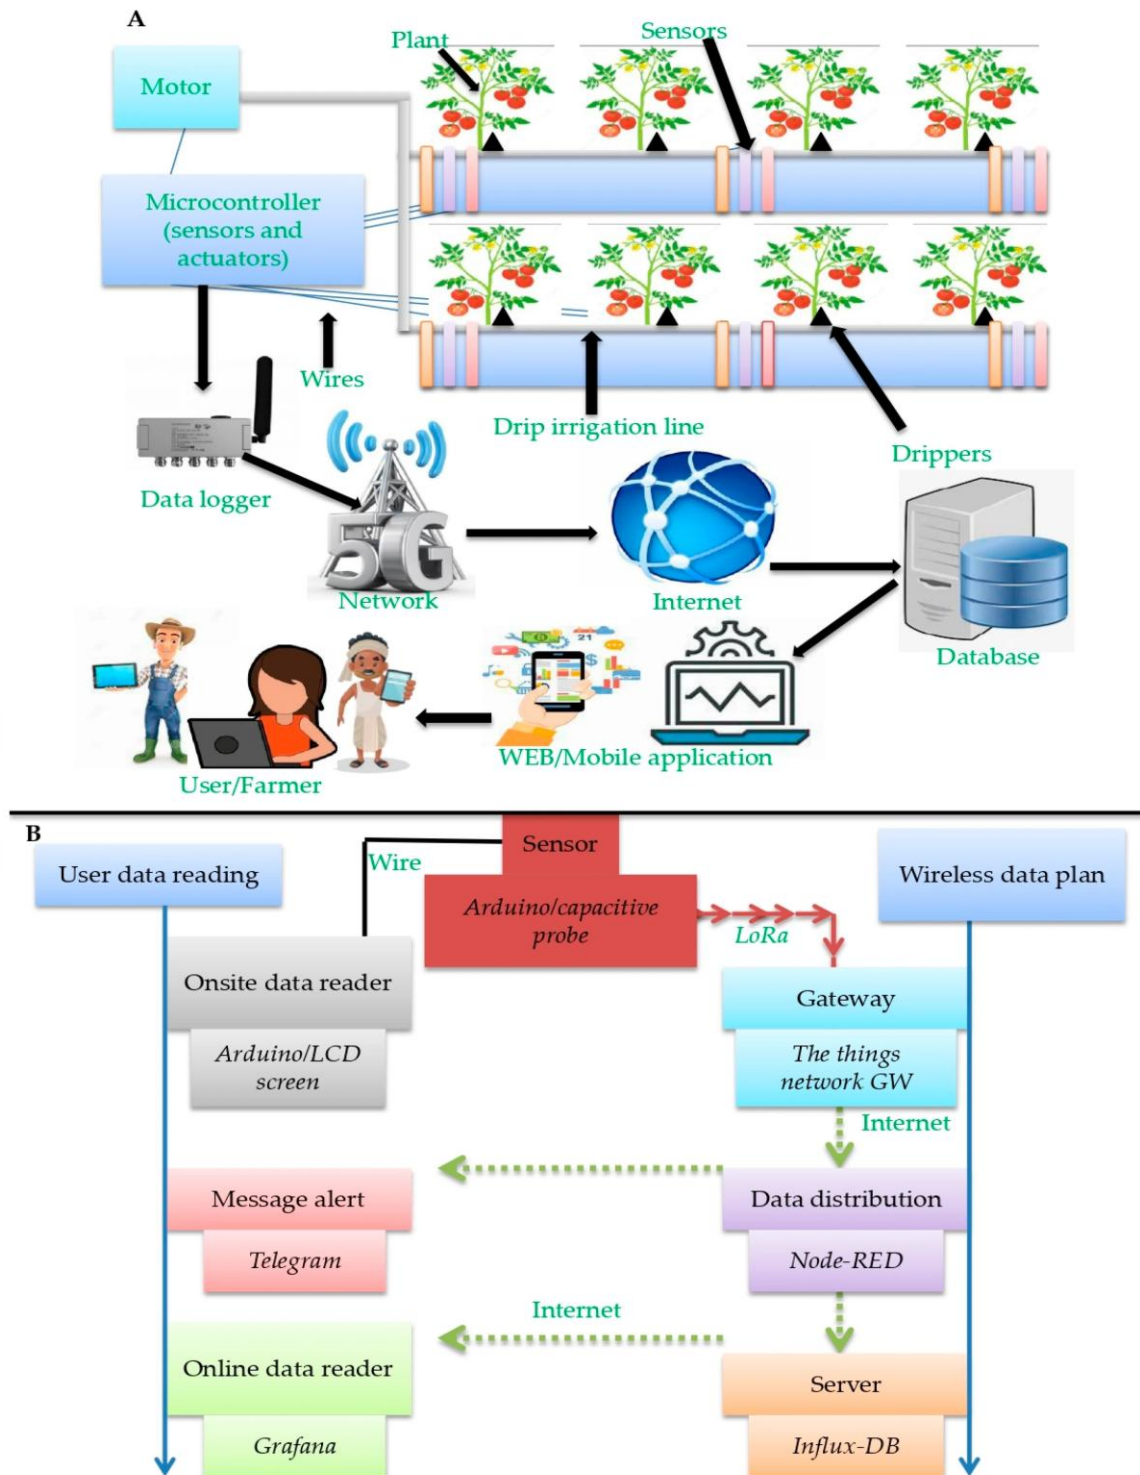 A
Plant
Sensors
Motor
Microcontroller
(sensors and
actuators)
Wires
Drip irrigation line
Drippers
Data logger
5G
Network
Internet
Database
21
WEB/Mobile application
User/Farmer
B
Sensor
Wire
User data reading
Wireless data plan
Arduino/capacitive
probe
LoRa
Onsite data reader
Gateway
Arduino/LCD
screen
The things
network GW
Internet
Message alert
Data distribution
Telegram
Node-RED
Internet
Online data reader
Server
Grafana
Influx-DB